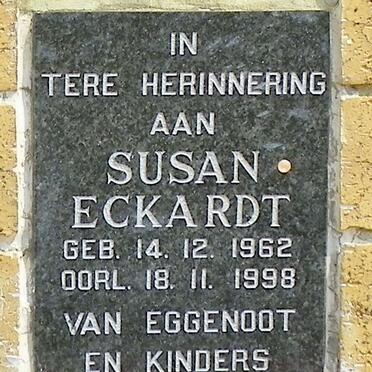 IN
TERE HERINNERING
AAN
SUSAN
ECKARDT
GEB. 14. 12. 1962
OORL. 18. 11. 1998
VAN EGGENOOT
EN KINDERS